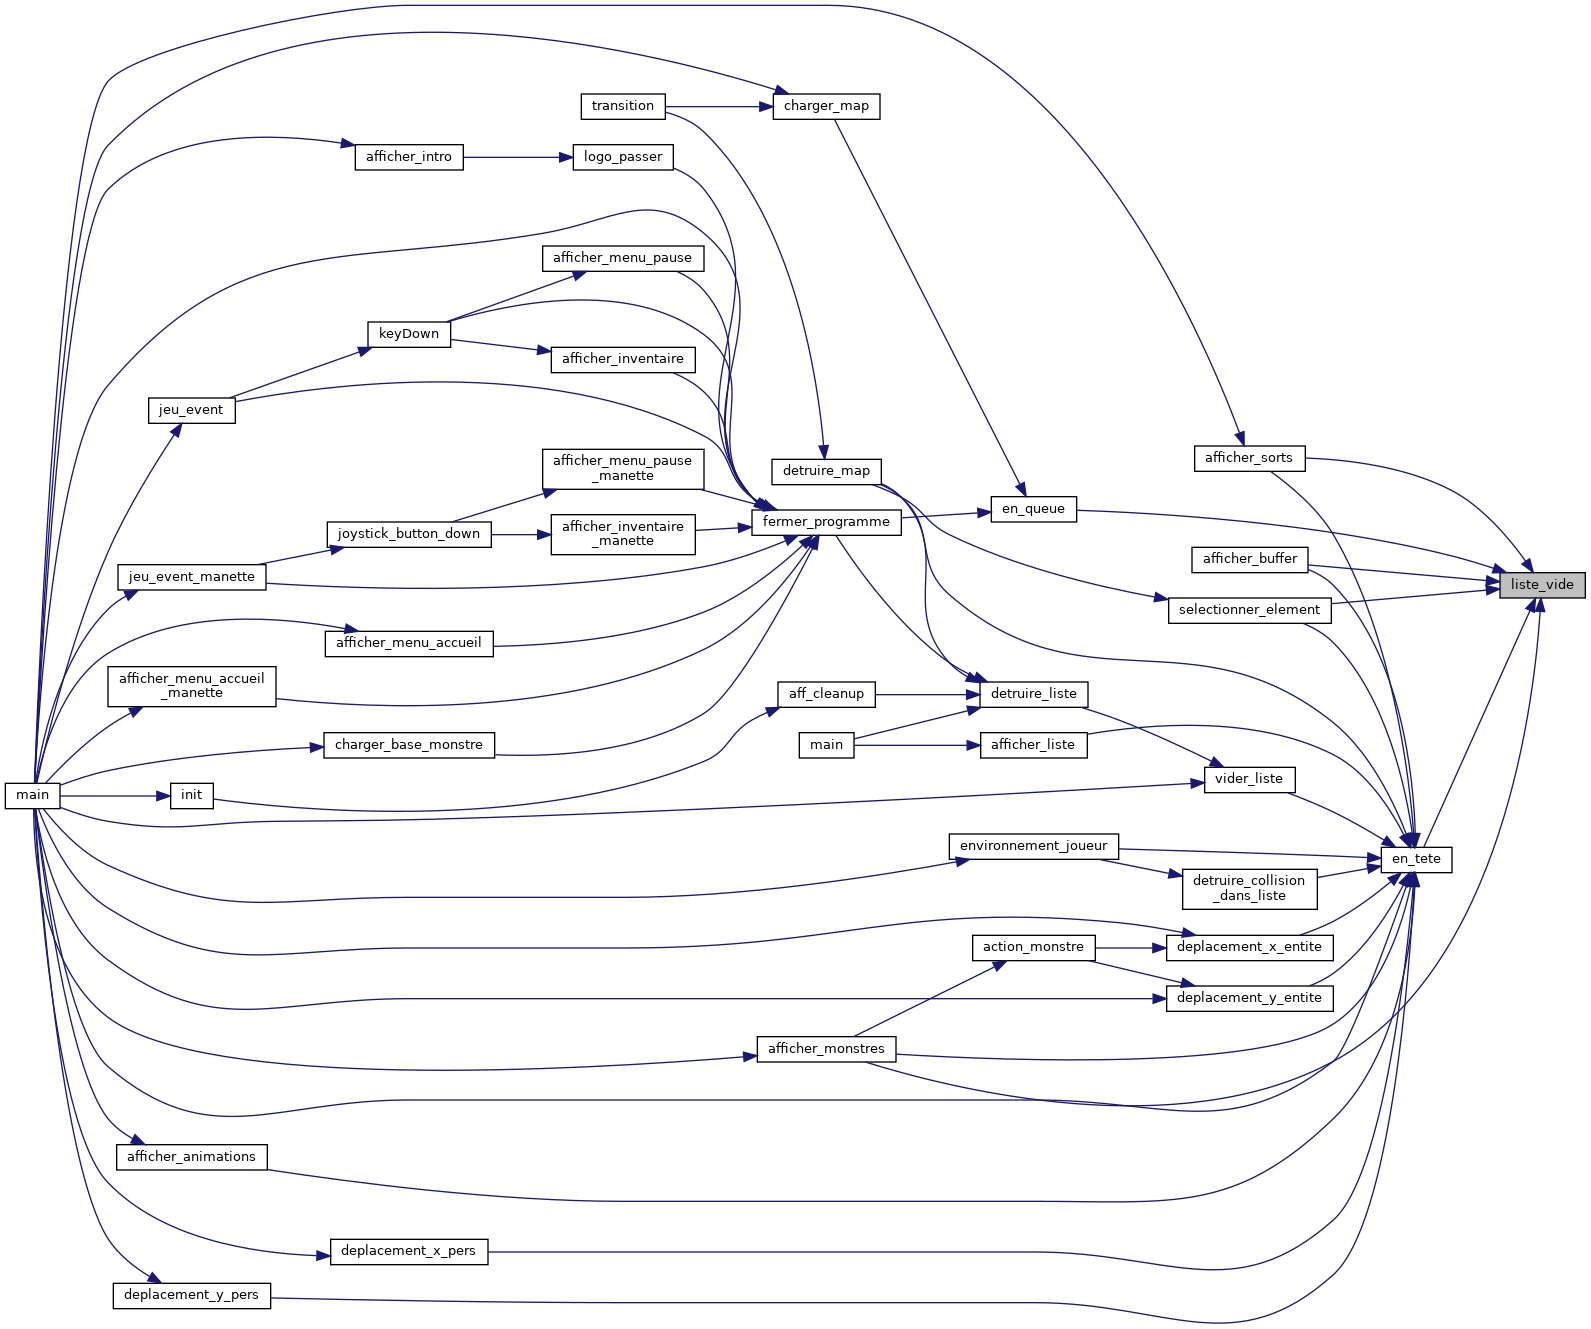 transition
charger_map
afficher_intro
logo_passer
afficher_menu_pause
keyDown
afficher_inventaire
jeu_event
afficher_sorts
afficher_menu_pause
_manette
detruire_map
en_queue
fermer_programme
joystick_button_down
afficher_inventaire
_manette
afficher_buffer
jeu_event_manette
liste_vide
selectionner_element
afficher_menu_accueil
afficher_menu_accueil
_manette
aff_cleanup
detruire_liste
charger_base_monstre
main
afficher_liste
vider_liste
main
init
environnement_joueur
en_tete
detruire_collision
_dans_liste
action_monstre
deplacement_x_entite
deplacement_y_entite
afficher_monstres
afficher_animations
deplacement_x_pers
deplacement_y_pers